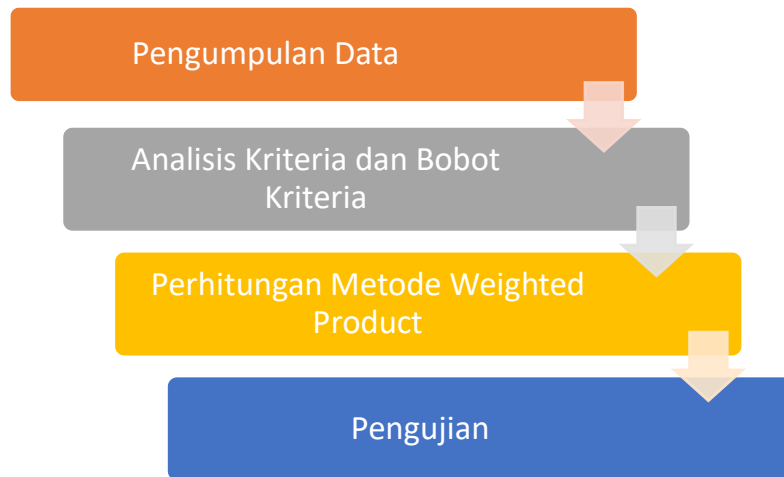 Pengumpulan Data
Analisis Kriteria dan Bobot
Kriteria
Perhitungan Metode Weighted
Product
Pengujian